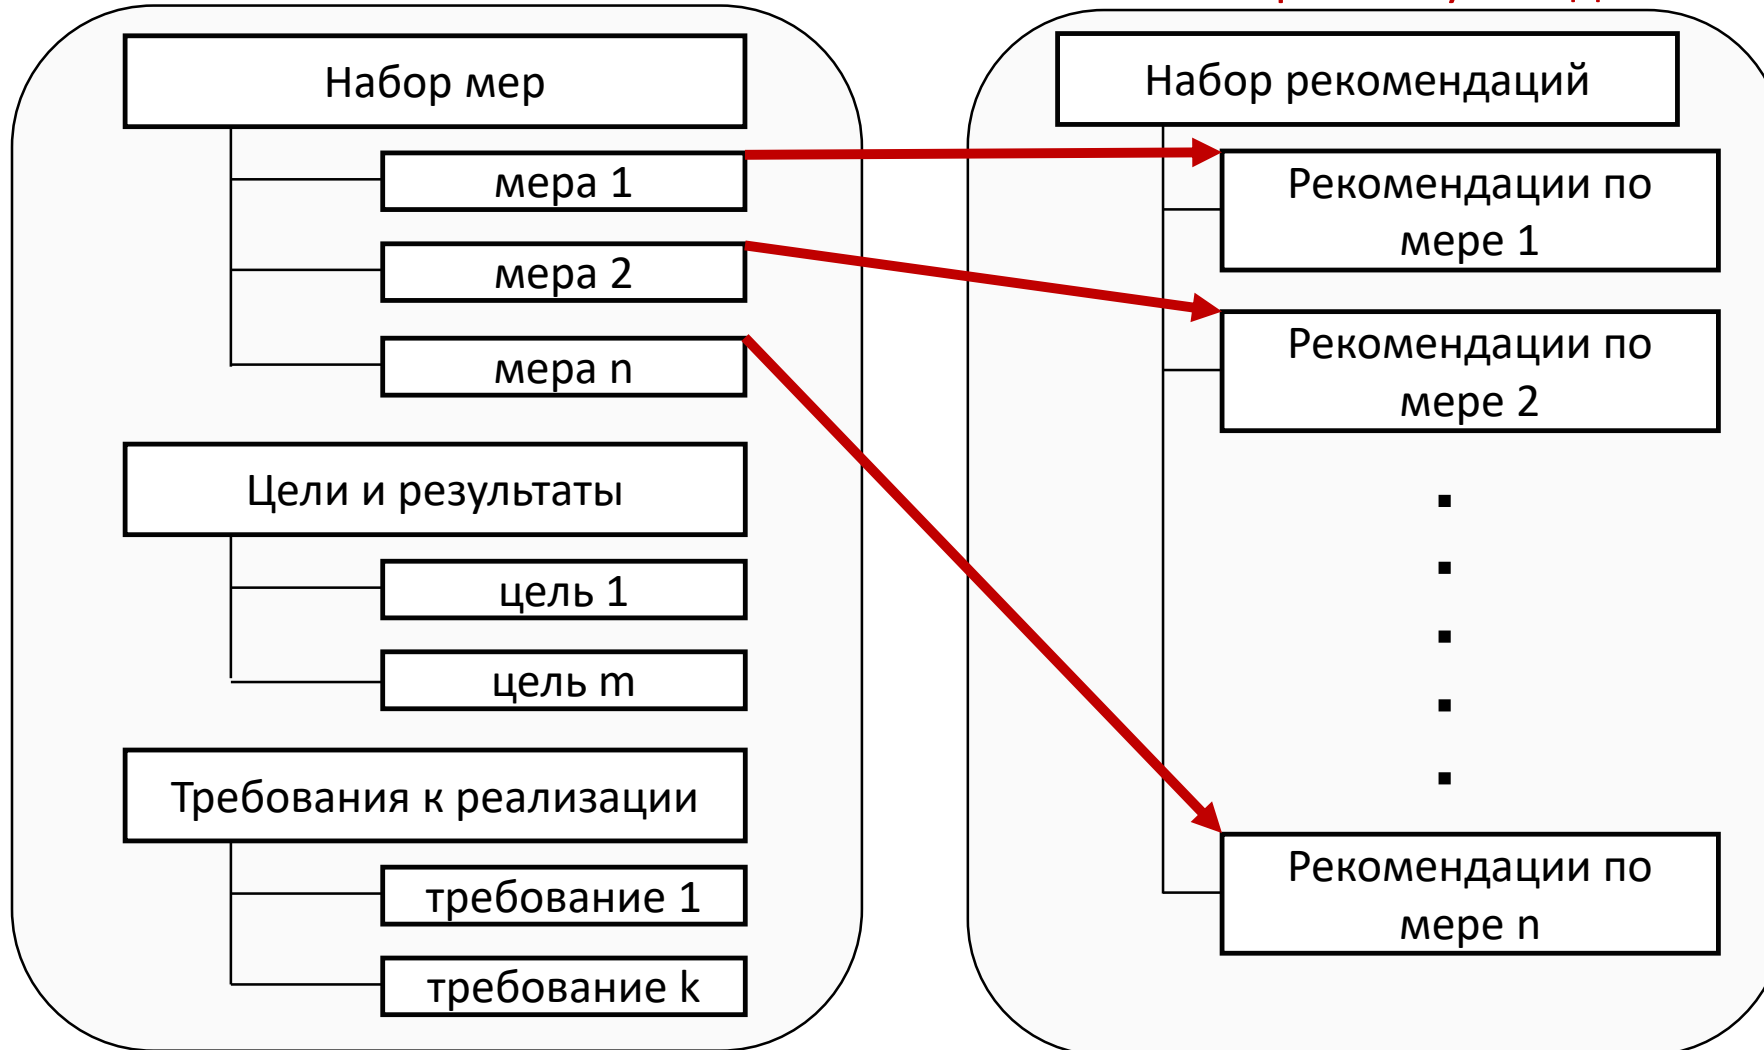 Набор мер
мера 1
мера 2
мера n
Цели и результаты
цель 1
цель m
Требования к реализации
требование 1
требование k
Набор рекомендаций
Рекомендации по
мере 1
Рекомендации по
мере 2
Рекомендации по
мере n